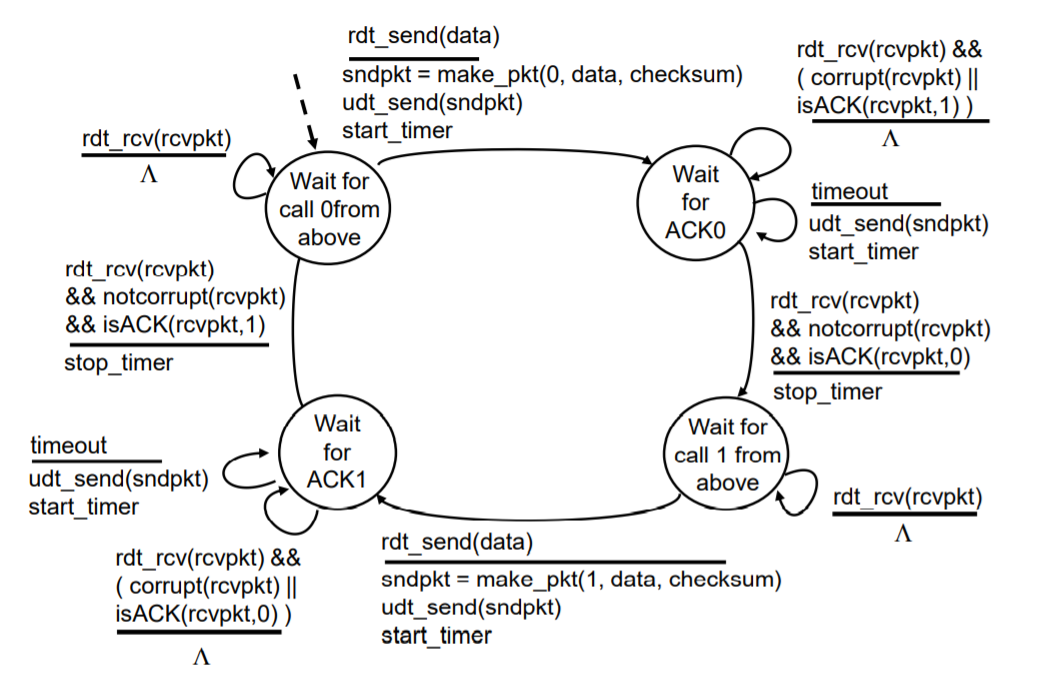 rdt_send(data)
sndpkt = make_pkt(0, data, checksum)
udt_send(sndpkt)
start_timer
rdt_rcv(rcvpkt) &&
( corrupt(rcvpkt) ||
isACK(rcvpkt,1) )
Λ
rdt_rcv(rcvpkt)
Λ
Wait for
call 0from
above
Wait
for
ACK0
timeout
udt_send(sndpkt)
start_timer
rdt_rcv(rcvpkt)
&& notcorrupt(rcvpkt)
&& isACK(rcvpkt,1)
stop_timer
rdt_rcv(rcvpkt)
&& notcorrupt(rcvpkt)
&& isACK(rcvpkt,0)
stop_timer
timeout
udt_send(sndpkt)
start_timer
Wait
for
ACK1
Wait for
call 1 from
above
rdt_rcv(rcvpkt)
Λ
rdt_rcv(rcvpkt) &&
( corrupt(rcvpkt) ||
isACK(rcvpkt,0) )
Λ
rdt_send(data)
sndpkt = make_pkt(1, data, checksum)
udt_send(sndpkt)
start_timer